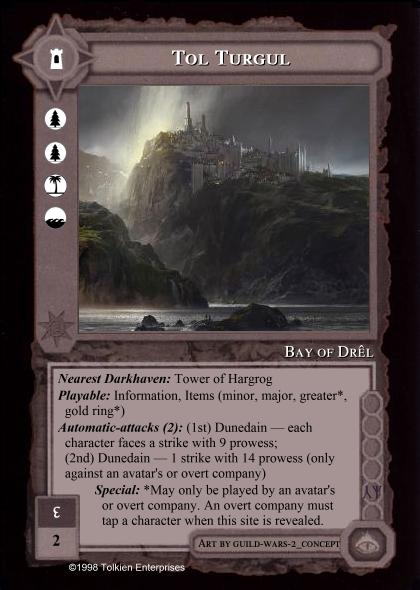 TOL TURGUL
BAY OF DRÊL
Nearest Darkhaven: Tower of Hargrog
Playable: Information, Items (minor, major, greater*,
gold ring*)
Automatic-attacks (2): (1st) Dunedain — each
character faces a strike with 9 prowess;
(2nd) Dunedain — 1 strike with 14 prowess (only
against an avatar's or overt company)
Special: *May only be played by an avatar's
or overt company. An overt company must
tap a character when this site is revealed.
2
ART BY GUILD-WARS-2_CONCEPT
©1998 Tolkien Enterprises